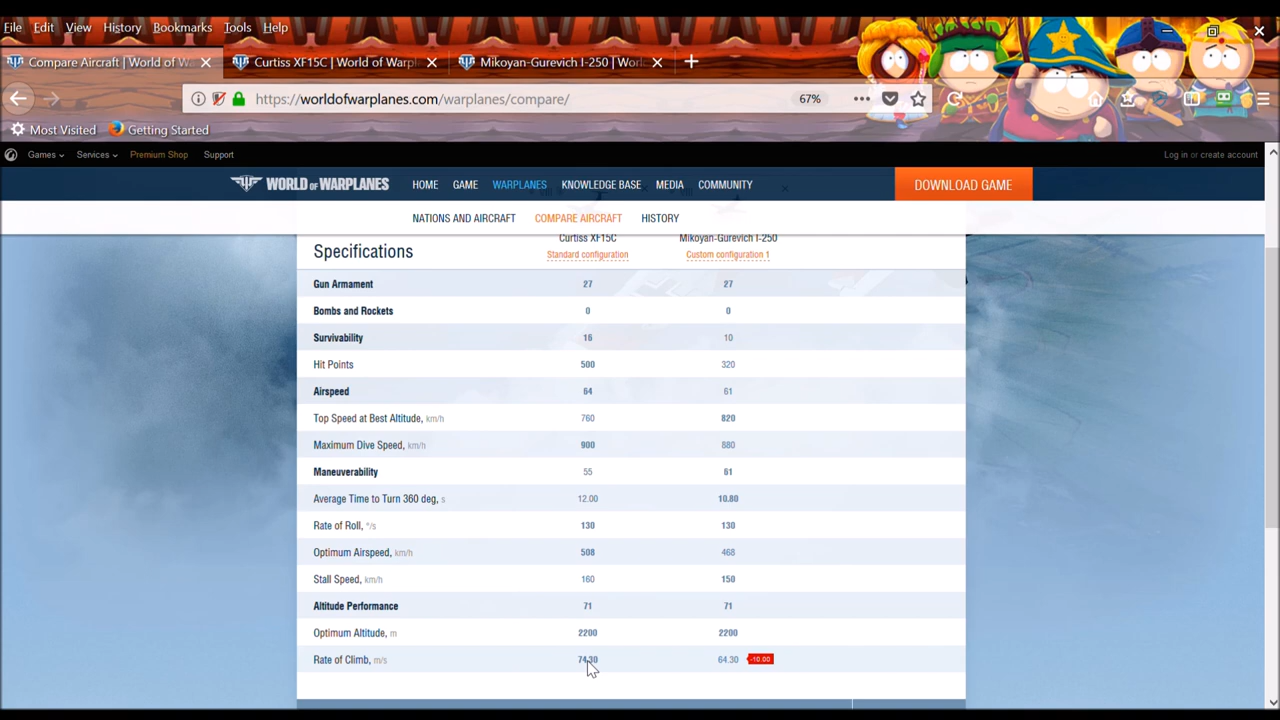 File Edit View History Bookmarks Tools Help
Compare Aircraft | World of W
Curtiss XF15C | World of Warpl
Mikoyan-Gurevich I-250 | Worl
https://worldofwarplanes.com/warplanes/compare/ 67%
Most Visited Getting Started
Games Services Premium Shop Support Log in or create account
WORLD OF WARPLANES HOME GAME WARPLANES KNOWLEDGE BASE MEDIA COMMUNITY DOWNLOAD GAME
NATIONS AND AIRCRAFT COMPARE AIRCRAFT HISTORY
Curtiss XF15C Mikoyan-Gurevich I-250
Specifications Standard configuration Custom configuration 1
Gun Armament 27 27
Bombs and Rockets 0 0
Survivability 16 10
Hit Points 500 320
Airspeed 64 61
Top Speed at Best Altitude, km/h 760 820
Maximum Dive Speed, km/h 900 880
Maneuverability 55 61
Average Time to Turn 360 deg, s 12.00 10.80
Rate of Roll, °/s 130 130
Optimum Airspeed, km/h 508 468
Stall Speed, km/h 160 150
Altitude Performance 71 71
Optimum Altitude, m 2200 2200
Rate of Climb, m/s 74.30 64.30 -10.00